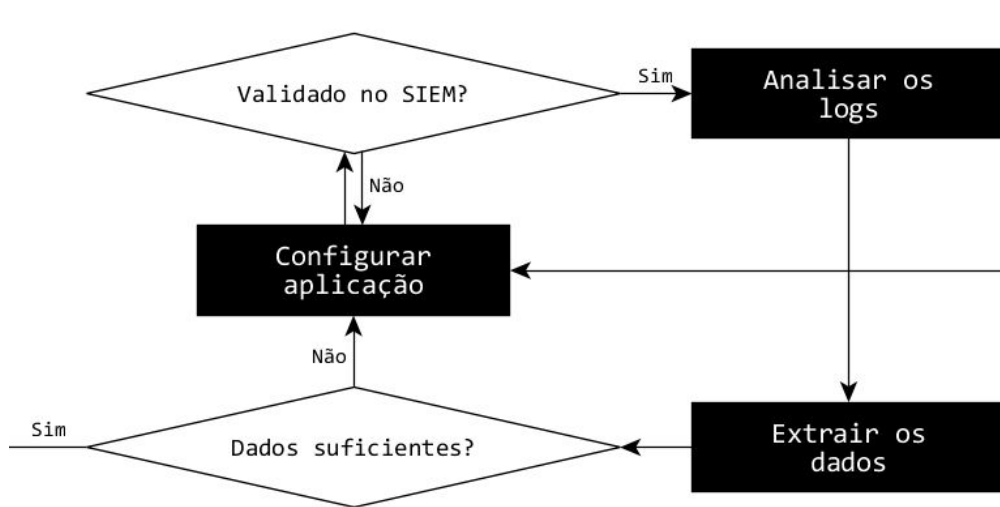 Validado no SIEM?
Sim
Analisar os
logs
Não
Configurar
aplicação
Não
Sim
Dados suficientes?
Extrair os
dados